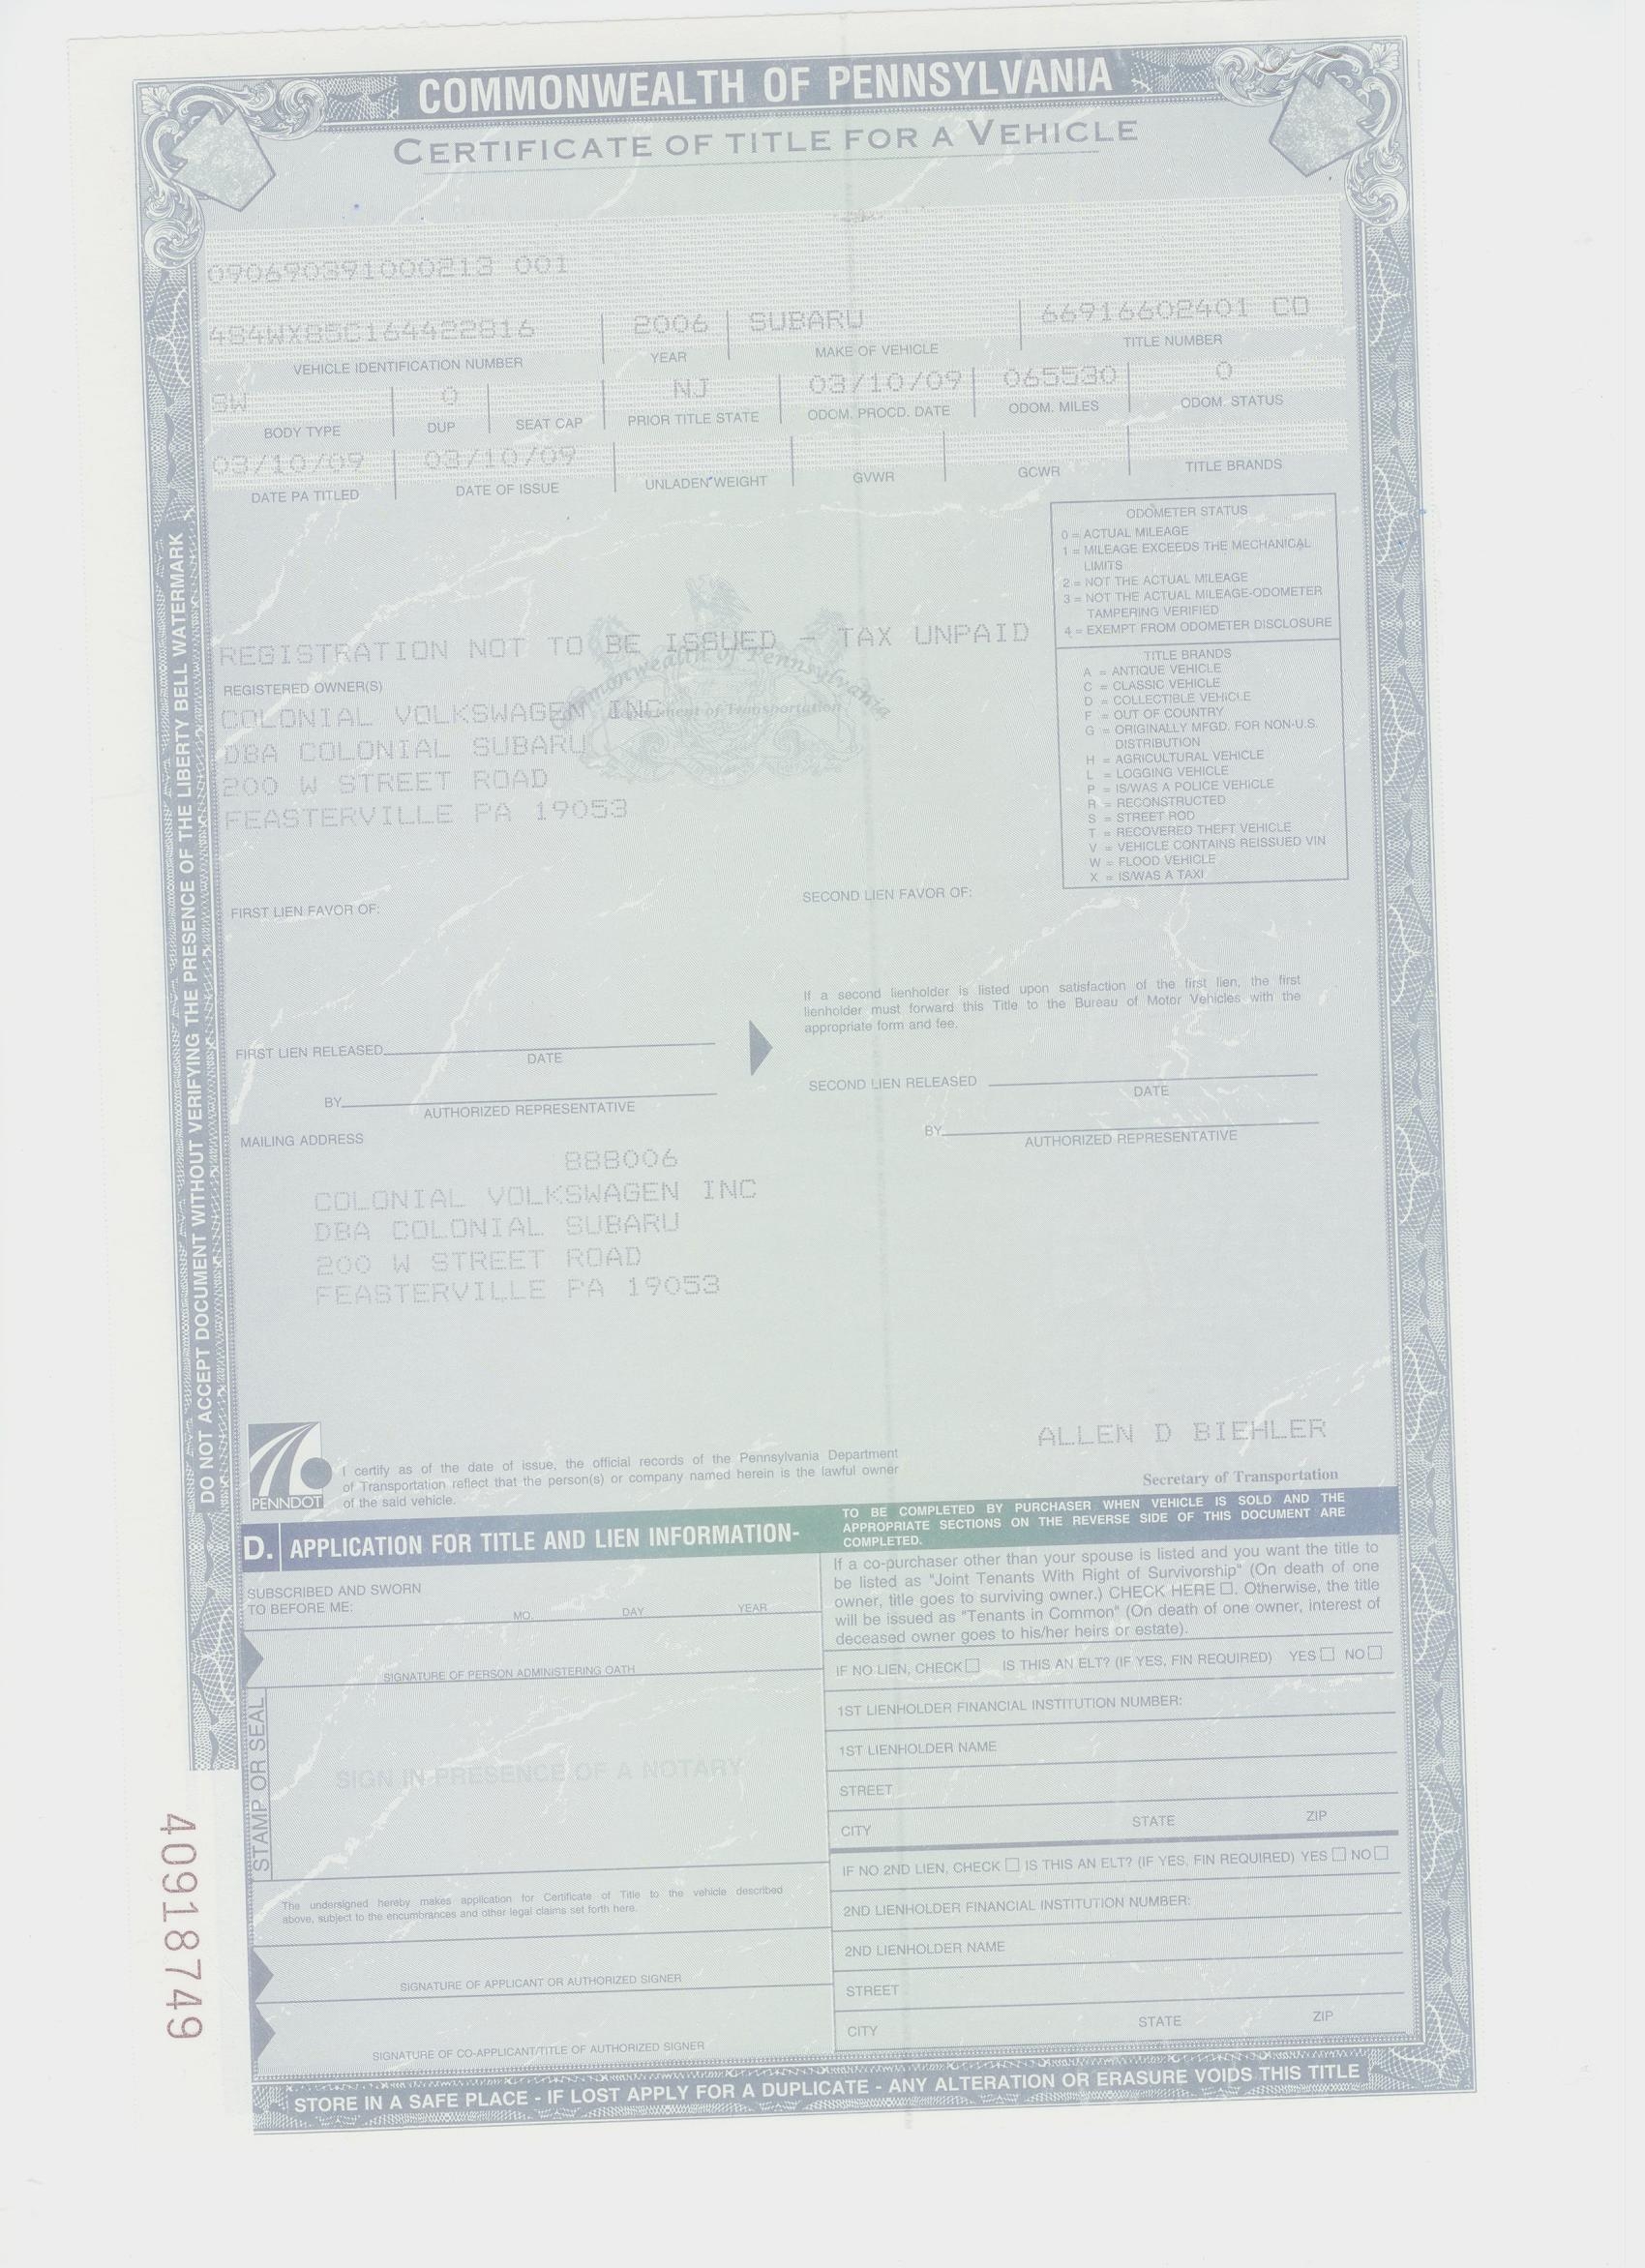 COMMONWEALTH OF PENNSYLVANIA
CERTIFICATE OF TITLE FOR A VEHICLE
090690391000213 001
4S4WX85C164422816 2006 SUBARU 66916602401 CO
VEHICLE IDENTIFICATION NUMBER YEAR MAKE OF VEHICLE TITLE NUMBER
SW 0 NJ 03/10/09 065530 0
BODY TYPE DUP SEAT CAP PRIOR TITLE STATE ODOM. PROCD. DATE ODOM. MILES ODOM. STATUS
03/10/09 03/10/09
DATE PA TITLED DATE OF ISSUE UNLADEN WEIGHT GVWR GCWR TITLE BRANDS
ODOMETER STATUS
0 = ACTUAL MILEAGE
1 = MILEAGE EXCEEDS THE MECHANICAL
LIMITS
2 = NOT THE ACTUAL MILEAGE
3 = NOT THE ACTUAL MILEAGE-ODOMETER
TAMPERING VERIFIED
4 = EXEMPT FROM ODOMETER DISCLOSURE
TITLE BRANDS
A = ANTIQUE VEHICLE
C = CLASSIC VEHICLE
D = COLLECTIBLE VEHICLE
F = OUT OF COUNTRY
G = ORIGINALLY MFGD. FOR NON-U.S.
DISTRIBUTION
H = AGRICULTURAL VEHICLE
L = LOGGING VEHICLE
P = IS/WAS A POLICE VEHICLE
R = RECONSTRUCTED
S = STREET ROD
T = RECOVERED THEFT VEHICLE
V = VEHICLE CONTAINS REISSUED VIN
W = FLOOD VEHICLE
X = IS/WAS A TAXI
REGISTRATION NOT TO BE ISSUED - TAX UNPAID
Commonwealth of Pennsylvania
Department of Transportation
REGISTERED OWNER(S)
COLONIAL VOLKSWAGEN INC
DBA COLONIAL SUBARU
200 W STREET ROAD
FEASTERVILLE PA 19053
FIRST LIEN FAVOR OF:
SECOND LIEN FAVOR OF:
If a second lienholder is listed upon satisfaction of the first lien, the first
lienholder must forward this Title to the Bureau of Motor Vehicles with the
appropriate form and fee.
FIRST LIEN RELEASED
DATE
BY
AUTHORIZED REPRESENTATIVE
SECOND LIEN RELEASED
DATE
BY
AUTHORIZED REPRESENTATIVE
MAILING ADDRESS
888006
COLONIAL VOLKSWAGEN INC
DBA COLONIAL SUBARU
200 W STREET ROAD
FEASTERVILLE PA 19053
PENNDOT
I certify as of the date of issue, the official records of the Pennsylvania Department
of Transportation reflect that the person(s) or company named herein is the lawful owner
of the said vehicle.
ALLEN D BIEHLER
Secretary of Transportation
D. APPLICATION FOR TITLE AND LIEN INFORMATION-
TO BE COMPLETED BY PURCHASER WHEN VEHICLE IS SOLD AND THE
APPROPRIATE SECTIONS ON THE REVERSE SIDE OF THIS DOCUMENT ARE
COMPLETED.
SUBSCRIBED AND SWORN
TO BEFORE ME:
MO. DAY YEAR
SIGNATURE OF PERSON ADMINISTERING OATH
STAMP OR SEAL
SIGN IN PRESENCE OF A NOTARY
The undersigned hereby makes application for Certificate of Title to the vehicle described
above, subject to the encumbrances and other legal claims set forth here.
SIGNATURE OF APPLICANT OR AUTHORIZED SIGNER
SIGNATURE OF CO-APPLICANT/TITLE OF AUTHORIZED SIGNER
If a co-purchaser other than your spouse is listed and you want the title to
be listed as "Joint Tenants With Right of Survivorship" (On death of one
owner, title goes to surviving owner.) CHECK HERE ☐. Otherwise, the title
will be issued as "Tenants in Common" (On death of one owner, interest of
deceased owner goes to his/her heirs or estate).
IF NO LIEN, CHECK ☐ IS THIS AN ELT? (IF YES, FIN REQUIRED) YES ☐ NO ☐
1ST LIENHOLDER FINANCIAL INSTITUTION NUMBER:
1ST LIENHOLDER NAME
STREET
CITY STATE ZIP
IF NO 2ND LIEN, CHECK ☐ IS THIS AN ELT? (IF YES, FIN REQUIRED) YES ☐ NO ☐
2ND LIENHOLDER FINANCIAL INSTITUTION NUMBER:
2ND LIENHOLDER NAME
STREET
CITY STATE ZIP
STORE IN A SAFE PLACE - IF LOST APPLY FOR A DUPLICATE - ANY ALTERATION OR ERASURE VOIDS THIS TITLE
DO NOT ACCEPT DOCUMENT WITHOUT VERIFYING THE PRESENCE OF THE LIBERTY BELL WATERMARK
40918749